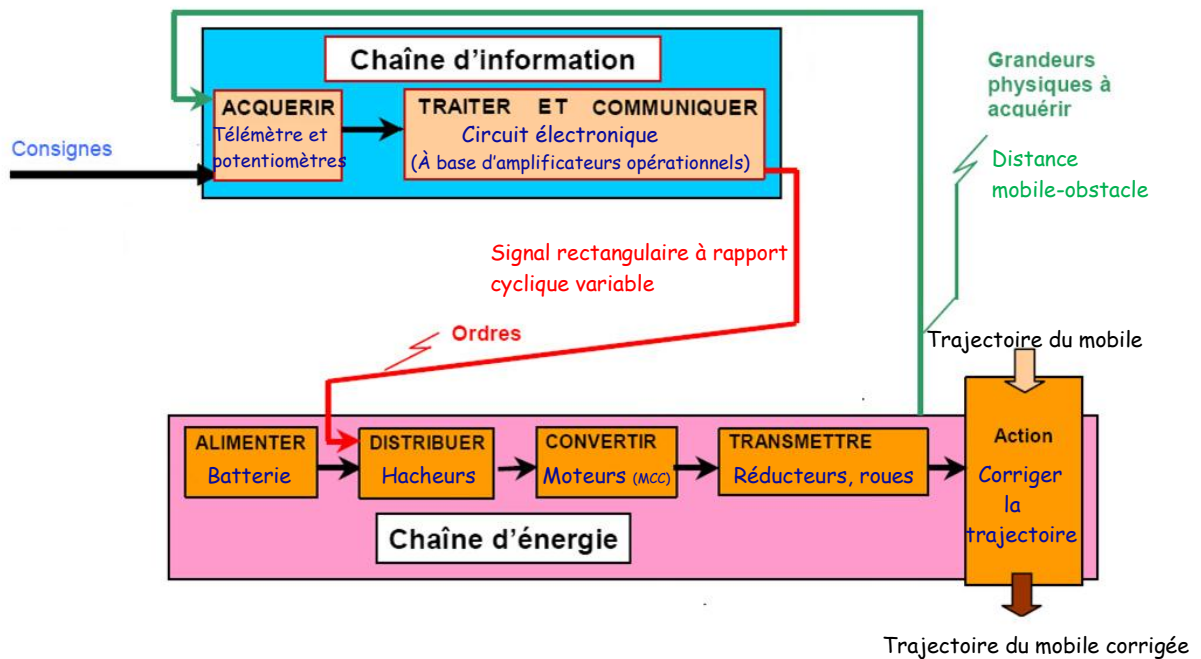 Chaîne d'information
ACQUERIR
Télémètre et
potentiomètres
TRAITER ET COMMUNIQUER
Circuit électronique
(À base d'amplificateurs opérationnels)
Consignes
Grandeurs
physiques à
acquérir
Distance
mobile-obstacle
Signal rectangulaire à rapport
cyclique variable
Ordres
Trajectoire du mobile
ALIMENTER
Batterie
DISTRIBUER
Hacheurs
CONVERTIR
Moteurs (MCC)
TRANSMETTRE
Réducteurs, roues
Action
Corriger
la
trajectoire
Chaîne d'énergie
Trajectoire du mobile corrigée